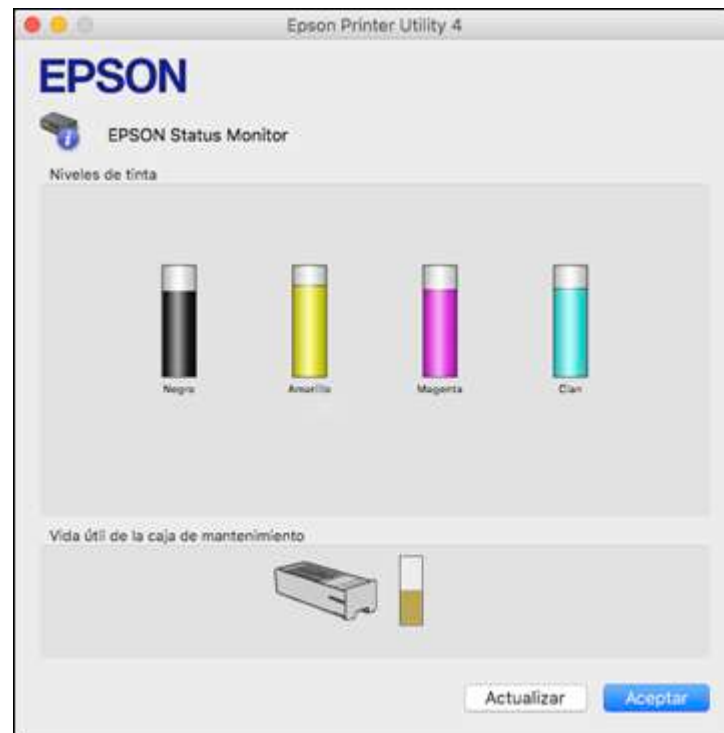 Epson Printer Utility 4
EPSON
EPSON Status Monitor
Niveles de tinta
Negro
Amarillo
Magenta
Cian
Vida útil de la caja de mantenimiento
Actualizar
Aceptar